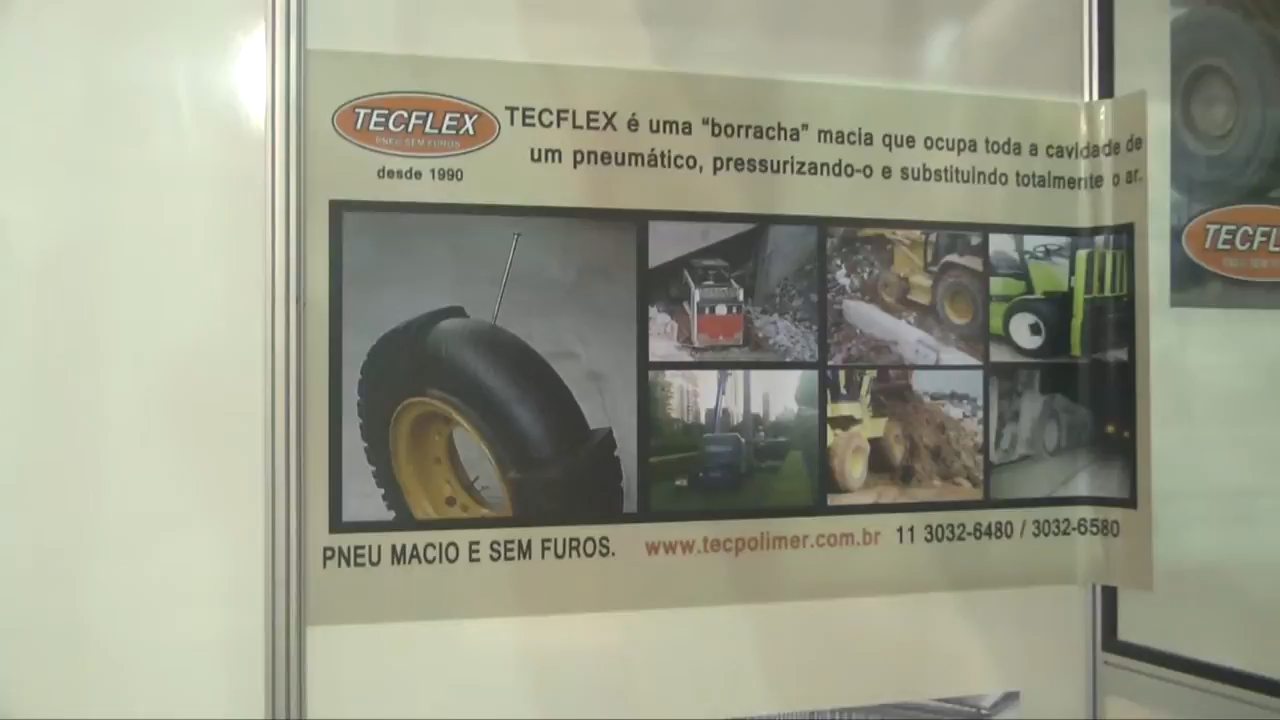 TECFLEX
PNEU SEM FUROS
desde 1990
TECFLEX é uma “borracha” macia que ocupa toda a cavidade de
um pneumático, pressurizando-o e substituindo totalmente o ar.
PNEU MACIO E SEM FUROS.
www.tecpolimer.com.br
11 3032-6480 / 3032-6580
TECFL